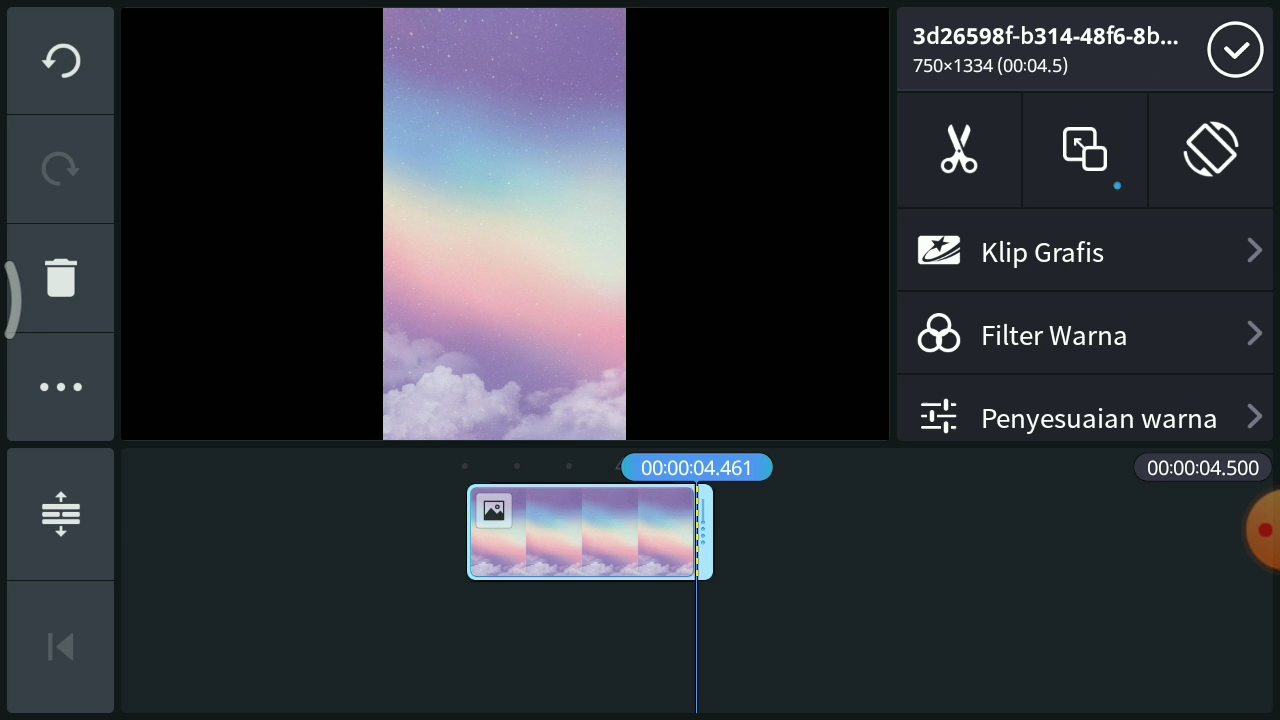 3d26598f-b314-48f6-8b...
750×1334 (00:04.5)
Klip Grafis
Filter Warna
Penyesuaian warna
00:00:04.461
00:00:04.500